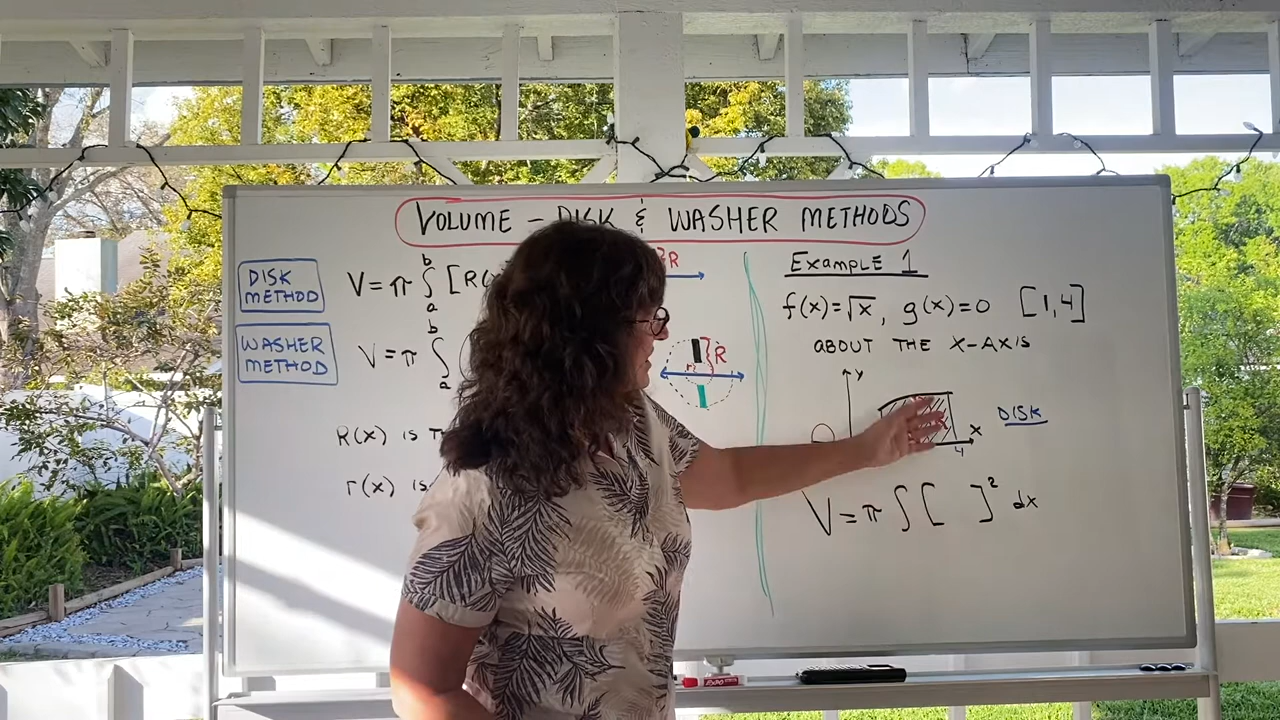 VOLUME – DISK & WASHER METHODS
DISK METHOD
V = π ∫ₐᵇ [R(
WASHER METHOD
V = π ∫ₐᵇ (
R(x) IS
r(x) IS
R
R
r
Example 1
f(x)=√x, g(x)=0 [1,4]
ABOUT THE X-AXIS
y
x
4
DISK
V = π ∫ [ ]² dx
EXPO